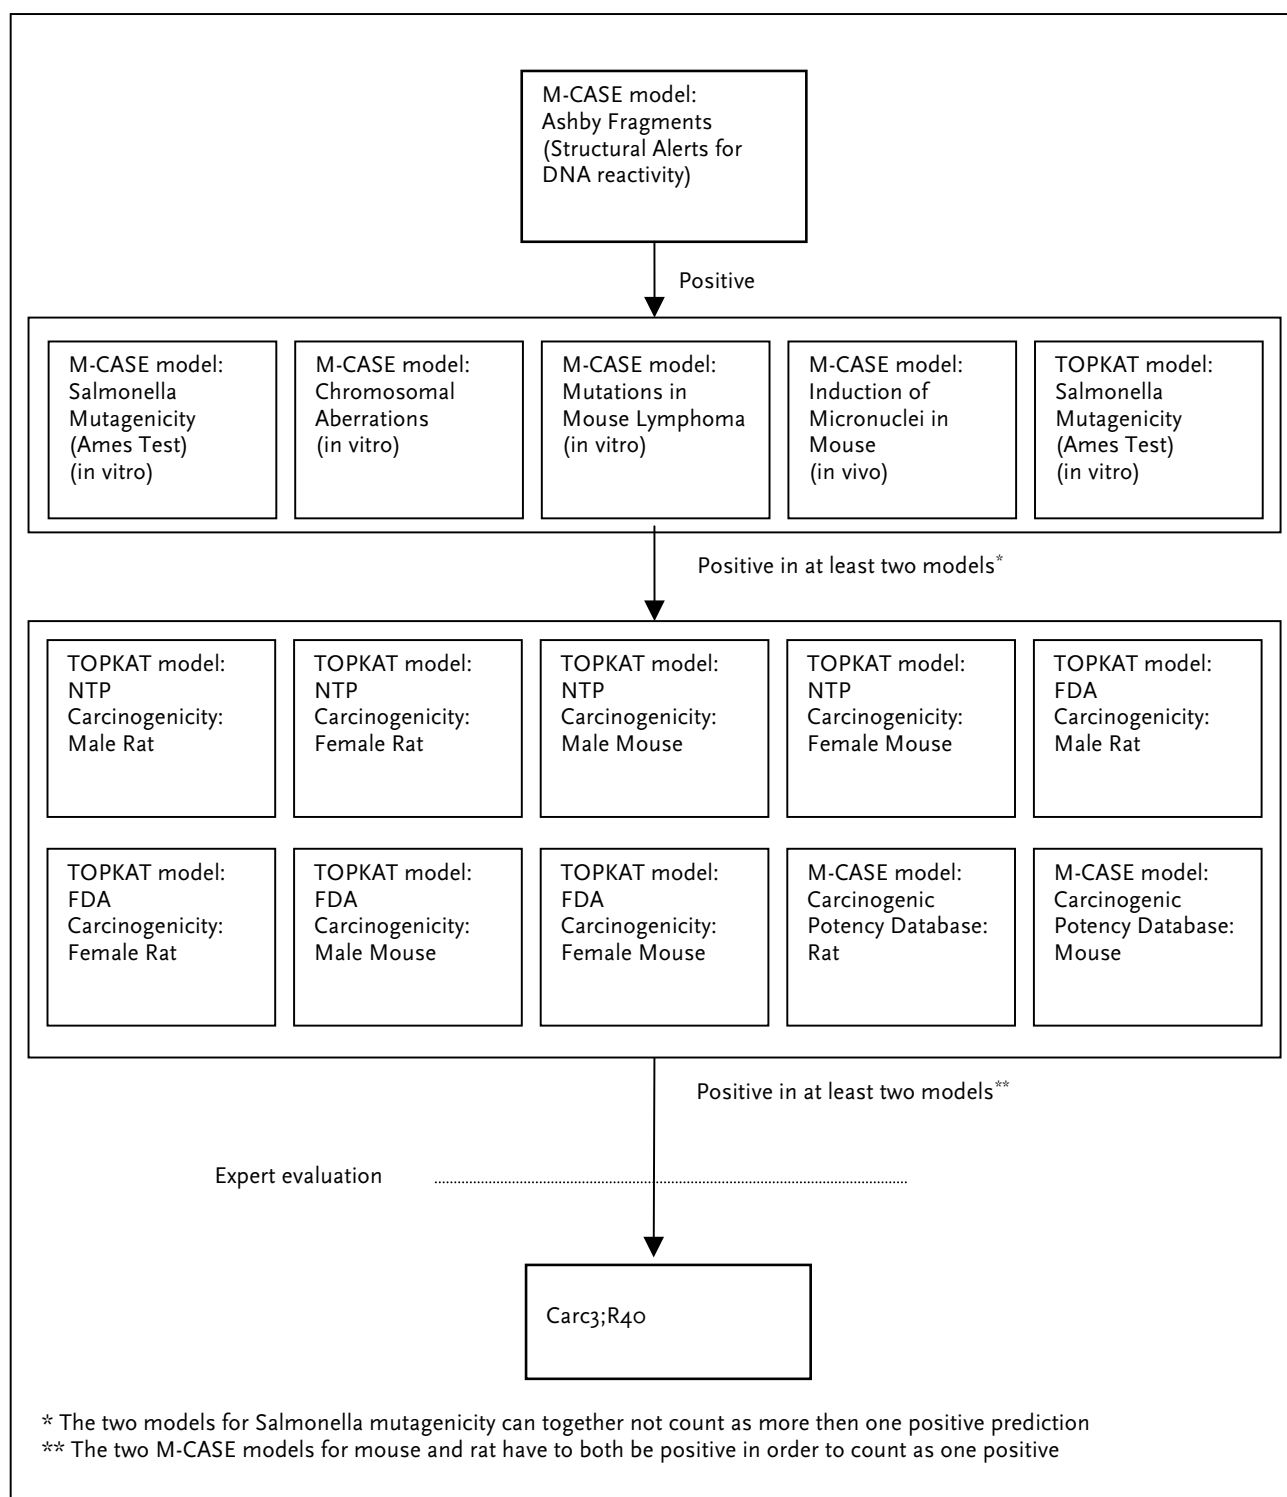 M-CASE model:
Ashby Fragments
(Structural Alerts for
DNA reactivity)
Positive
M-CASE model:
Salmonella
Mutagenicity
(Ames Test)
(in vitro)
M-CASE model:
Chromosomal
Aberrations
(in vitro)
M-CASE model:
Mutations in
Mouse Lymphoma
(in vitro)
M-CASE model:
Induction of
Micronuclei in
Mouse
(in vivo)
TOPKAT model:
Salmonella
Mutagenicity
(Ames Test)
(in vitro)
Positive in at least two models*
TOPKAT model:
NTP
Carcinogenicity:
Male Rat
TOPKAT model:
NTP
Carcinogenicity:
Female Rat
TOPKAT model:
NTP
Carcinogenicity:
Male Mouse
TOPKAT model:
NTP
Carcinogenicity:
Female Mouse
TOPKAT model:
FDA
Carcinogenicity:
Male Rat
TOPKAT model:
FDA
Carcinogenicity:
Female Rat
TOPKAT model:
FDA
Carcinogenicity:
Male Mouse
TOPKAT model:
FDA
Carcinogenicity:
Female Mouse
M-CASE model:
Carcinogenic
Potency Database:
Rat
M-CASE model:
Carcinogenic
Potency Database:
Mouse
Positive in at least two models**
Expert evaluation
Carc3;R40
* The two models for Salmonella mutagenicity can together not count as more then one positive prediction
** The two M-CASE models for mouse and rat have to both be positive in order to count as one positive